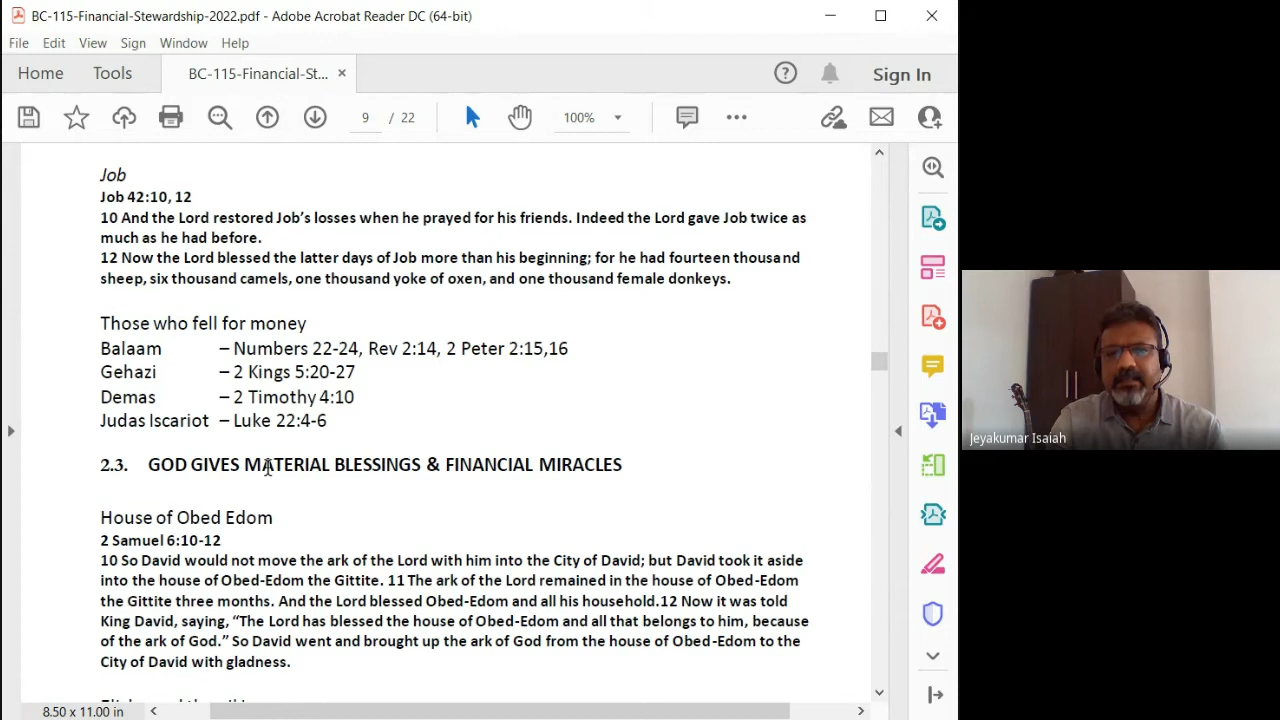 BC-115-Financial-Stewardship-2022.pdf - Adobe Acrobat Reader DC (64-bit)
File Edit View Sign Window Help
Home Tools BC-115-Financial-St... × Sign In
9 / 22 100%
Job
Job 42:10, 12
10 And the Lord restored Job's losses when he prayed for his friends. Indeed the Lord gave Job twice as
much as he had before.
12 Now the Lord blessed the latter days of Job more than his beginning; for he had fourteen thousand
sheep, six thousand camels, one thousand yoke of oxen, and one thousand female donkeys.
Those who fell for money
Balaam – Numbers 22-24, Rev 2:14, 2 Peter 2:15,16
Gehazi – 2 Kings 5:20-27
Demas – 2 Timothy 4:10
Judas Iscariot – Luke 22:4-6
Jeyakumar Isaiah
2.3. GOD GIVES MATERIAL BLESSINGS & FINANCIAL MIRACLES
House of Obed Edom
2 Samuel 6:10-12
10 So David would not move the ark of the Lord with him into the City of David; but David took it aside
into the house of Obed-Edom the Gittite. 11 The ark of the Lord remained in the house of Obed-Edom
the Gittite three months. And the Lord blessed Obed-Edom and all his household.12 Now it was told
King David, saying, “The Lord has blessed the house of Obed-Edom and all that belongs to him, because
of the ark of God.” So David went and brought up the ark of God from the house of Obed-Edom to the
City of David with gladness.
8.50 x 11.00 in